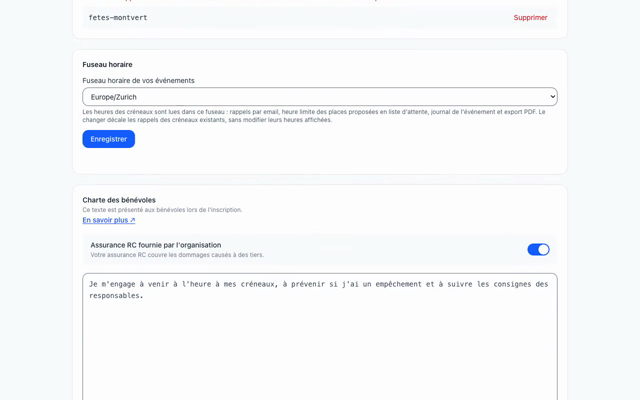 fetes-montvert
Supprimer
Fuseau horaire
Fuseau horaire de vos événements
Europe/Zurich
Les heures des créneaux sont lues dans ce fuseau : rappels par email, heure limite des places proposées en liste d'attente, journal de l'événement et export PDF. Le
changer décale les rappels des créneaux existants, sans modifier leurs heures affichées.
Enregistrer
Charte des bénévoles
Ce texte est présenté aux bénévoles lors de l'inscription.
En savoir plus ↗
Assurance RC fournie par l'organisation
Votre assurance RC couvre les dommages causés à des tiers.
Je m'engage à venir à l'heure à mes créneaux, à prévenir si j'ai un empêchement et à suivre les consignes des
responsables.